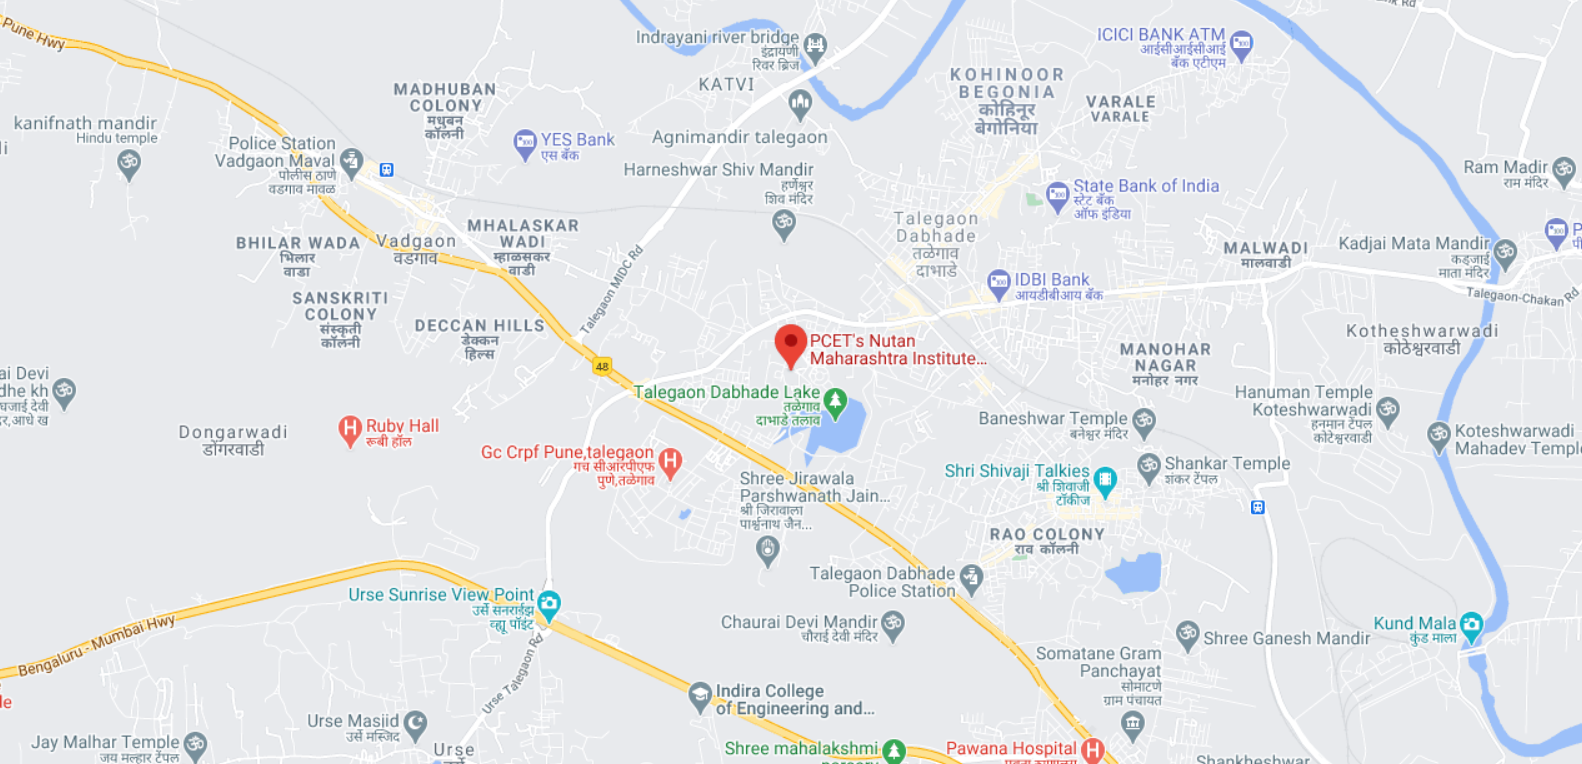 Pune Hwy
Indrayani river bridge
इंद्रायणी
रिवर ब्रिज
ICICI BANK ATM
आईसीआईसीआई
बँक एटीएम
KATVI
KOHINOOR
BEGONIA
कोहिनूर
बेगोनिया
MADHUBAN
COLONY
मधुबन
कॉलनी
VARALE
वराळे
Agnimandir talegaon
kanifnath mandir
Hindu temple
Police Station
Vadgaon Maval
पोलीस ठाणे
वडगाव मावळ
YES Bank
एस बँक
Harneshwar Shiv Mandir
हर्णेश्वर
शिव मंदिर
Ram Madir
राम मंदिर
State Bank of India
स्टेट बँक
ऑफ इंडिया
Talegaon
Dabhade
तळेगाव
दाभाडे
MHALASKAR
WADI
म्हाळसकर
वाडी
BHILAR WADA
भिलार
वाडा
Vadgaon
वडगाव
MALWADI
मालवाडी
Kadjai Mata Mandir
कड्जाई
माता मंदिर
Talegaon MIDC Rd
IDBI Bank
आयडीबीआय बँक
Talegaon-Chakan Rd
SANSKRITI
COLONY
संस्कृती
कॉलनी
DECCAN HILLS
डेक्कन
हिल्स
Kotheshwarwadi
कोठेश्वरवाडी
PCET's Nutan
Maharashtra Institute...
MANOHAR
NAGAR
मनोहर नगर
48
ai Devi
dhe kh
घजाई देवी
Talegaon Dabhade Lake
तळेगाव
दाभाडे तलाव
Hanuman Temple
Koteshwarwadi
हनुमान टेंपल
कोटेश्वरवाडी
Baneshwar Temple
बनेश्वर मंदिर
Koteshwarwadi
Mahadev Temple
Ruby Hall
रूबी हॉल
Dongarwadi
डोंगरवाडी
Gc Crpf Pune,talegaon
गच सीआरपीएफ
पुणे,तळेगाव
Shri Shivaji Talkies
श्री शिवाजी
टॉकीज
Shankar Temple
शंकर टेंपल
Shree Jirawala
Parshwanath Jain...
श्री जिरावाला
पार्श्वनाथ जैन...
RAO COLONY
राव कॉलनी
Talegaon Dabhade
Police Station
Urse Sunrise View Point
उर्से सनराईझ
व्ह्यू पॉइंट
Bengaluru - Mumbai Hwy
Chaurai Devi Mandir
चौराई देवी मंदिर
Kund Mala
कुंड माला
Shree Ganesh Mandir
Somatane Gram
Panchayat
सोमाटणे
ग्राम पंचायत
Urse Talegaon Rd
Indira College
of Engineering and...
Urse Masjid
उर्से मस्जिद
Jay Malhar Temple
जय मल्हार टेंपल
Urse
Shree mahalakshmi
Pawana Hospital
Shankheshwar